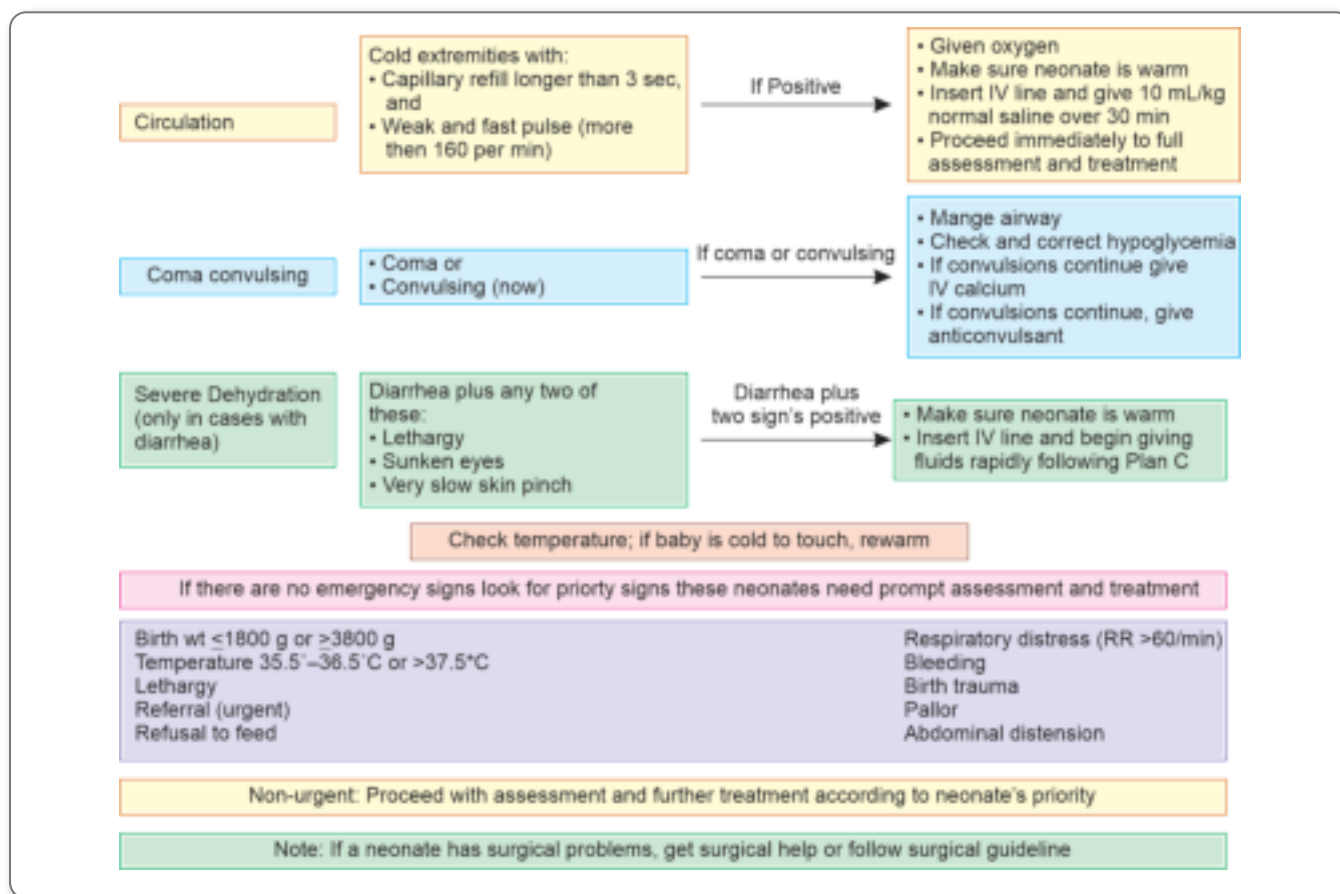 Circulation
Cold extremities with:
• Capillary refill longer than 3 sec,
and
• Weak and fast pulse (more
then 160 per min)
If Positive
• Given oxygen
• Make sure neonate is warm
• Insert IV line and give 10 mL/kg
normal saline over 30 min
• Proceed immediately to full
assessment and treatment
Coma convulsing
• Coma or
• Convulsing (now)
If coma or convulsing
• Mange airway
• Check and correct hypoglycemia
• If convulsions continue give
IV calcium
• If convulsions continue, give
anticonvulsant
Severe Dehydration
(only in cases with
diarrhea)
Diarrhea plus any two of
these:
• Lethargy
• Sunken eyes
• Very slow skin pinch
Diarrhea plus
two sign's positive
• Make sure neonate is warm
• Insert IV line and begin giving
fluids rapidly following Plan C
Check temperature; if baby is cold to touch, rewarm
If there are no emergency signs look for priorty signs these neonates need prompt assessment and treatment
Birth wt ≤1800 g or ≥3800 g
Temperature 35.5˚–36.5˚C or >37.5°C
Lethargy
Referral (urgent)
Refusal to feed
Respiratory distress (RR >60/min)
Bleeding
Birth trauma
Pallor
Abdominal distension
Non-urgent: Proceed with assessment and further treatment according to neonate's priority
Note: If a neonate has surgical problems, get surgical help or follow surgical guideline